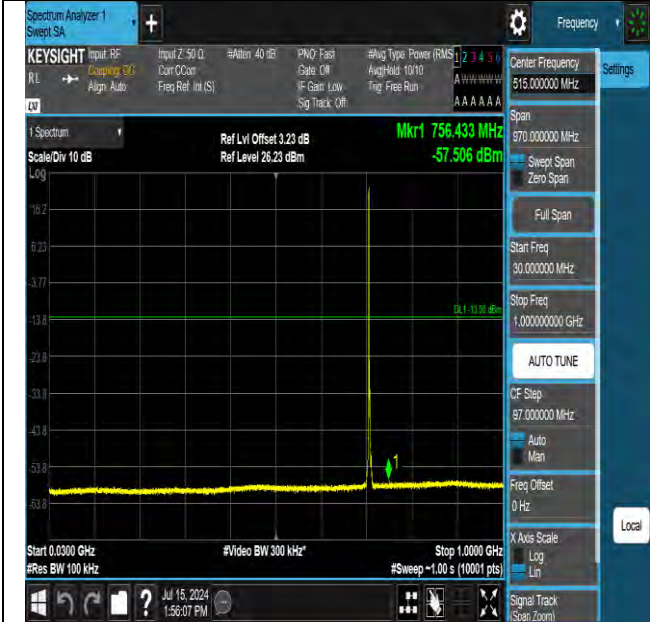 Spectrum Analyzer 1
Swept SA
+
Frequency
KEYSIGHT
RL
Input: RF
Coupling: DC
Align: Auto
Input Z: 50 Ω
Corr CCorr
Freq Ref: Int (S)
#Atten: 40 dB
PNO: Fast
Gate: Off
IF Gain: Low
Sig Track: Off
#Avg Type: Power (RMS
Avg|Hold: 10/10
Trig: Free Run
1 2 3 4 5 6
A W W W W W
A A A A A A
LXI
1 Spectrum
Scale/Div 10 dB
Log
Ref Lvl Offset 3.23 dB
Ref Level 26.23 dBm
Mkr1 756.433 MHz
-57.506 dBm
16.2
6.23
-3.77
-13.8
-23.8
-33.8
-43.8
-53.8
-63.8
DL1 -13.00 dBm
1
Start 0.0300 GHz
#Res BW 100 kHz
#Video BW 300 kHz*
Stop 1.0000 GHz
#Sweep ~1.00 s (10001 pts)
?
Jul 15, 2024
1:56:07 PM
Center Frequency
515.000000 MHz
Settings
Span
970.000000 MHz
Swept Span
Zero Span
Full Span
Start Freq
30.000000 MHz
Stop Freq
1.000000000 GHz
AUTO TUNE
CF Step
97.000000 MHz
Auto
Man
Freq Offset
0 Hz
X Axis Scale
Log
Lin
Local
Signal Track
(Span Zoom)